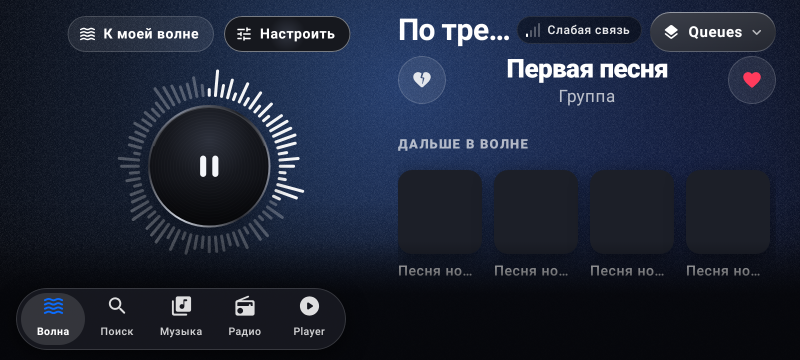 К моей волне
Настроить
По тре...
Слабая связь
Queues
Первая песня
Группа
ДАЛЬШЕ В ВОЛНЕ
Песня но...
Песня но...
Песня но...
Песня но...
Волна
Поиск
Музыка
Радио
Player